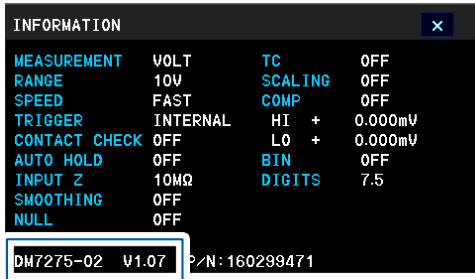 INFORMATION ×
MEASUREMENT VOLT TC OFF
RANGE 10V SCALING OFF
SPEED FAST COMP OFF
TRIGGER INTERNAL HI + 0.000mV
CONTACT CHECK OFF LO + 0.000mV
AUTO HOLD OFF BIN OFF
INPUT Z 10MΩ DIGITS 7.5
SMOOTHING OFF
NULL OFF
DM7275-02 V1.07 P/N:160299471